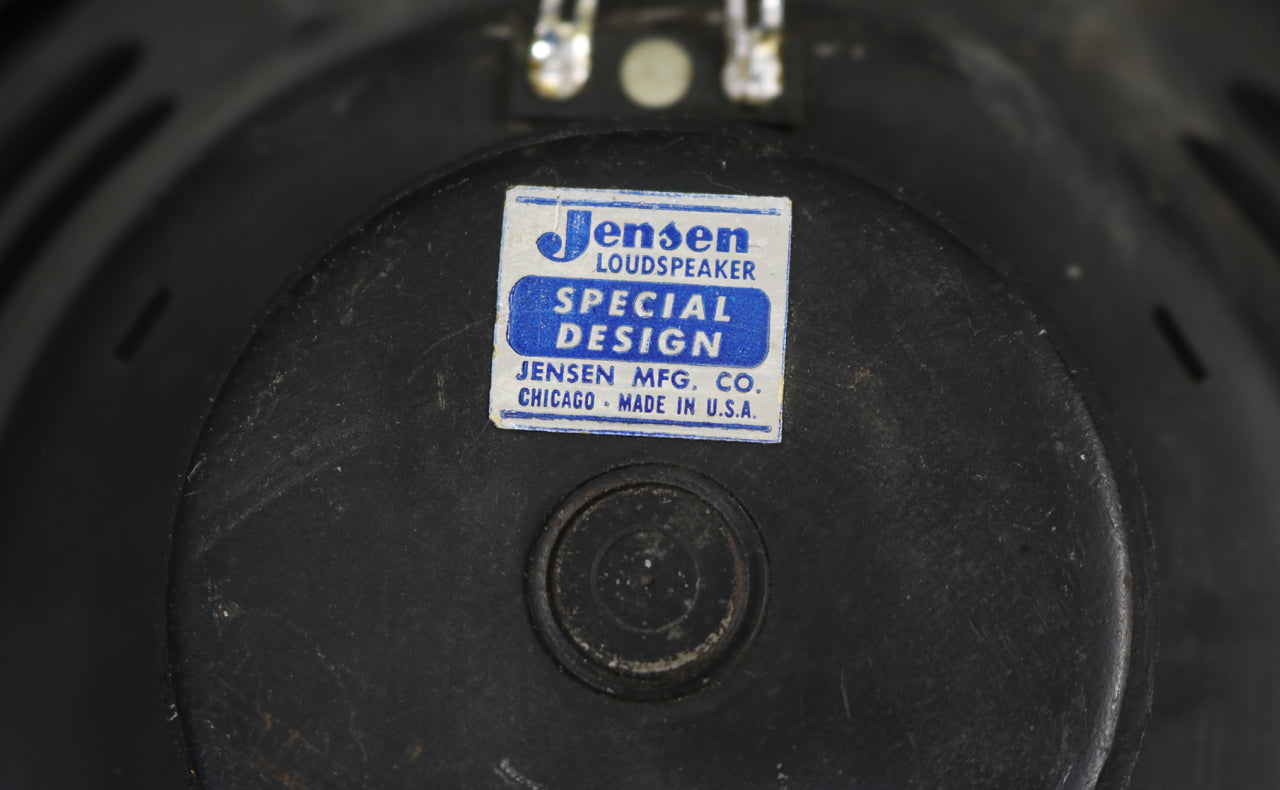 Jensen
LOUDSPEAKER
SPECIAL
DESIGN
JENSEN MFG. CO.
CHICAGO · MADE IN U.S.A.